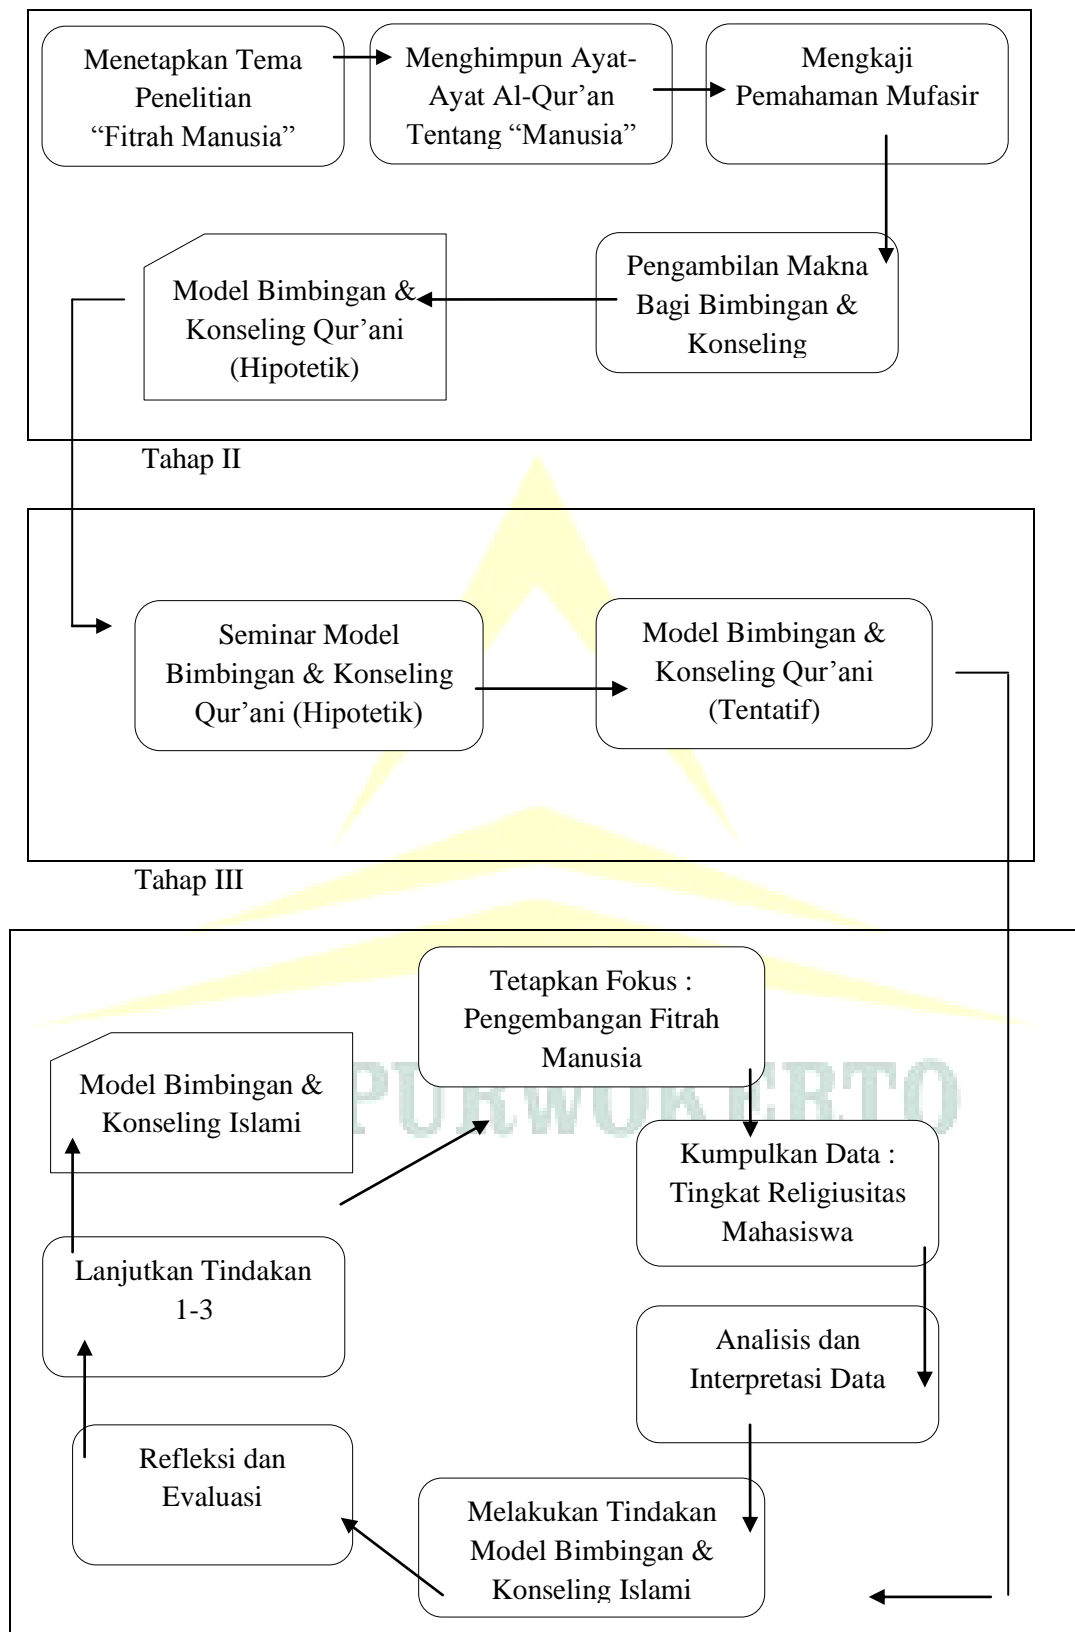 Menetapkan Tema
Penelitian
“Fitrah Manusia”
Menghimpun Ayat-
Ayat Al-Qur’an
Tentang “Manusia”
Mengkaji
Pemahaman Mufasir
Model Bimbingan &
Konseling Qur’ani
(Hipotetik)
Pengambilan Makna
Bagi Bimbingan &
Konseling
Tahap II
Seminar Model
Bimbingan & Konseling
Qur’ani (Hipotetik)
Model Bimbingan &
Konseling Qur’ani
(Tentatif)
Tahap III
Tetapkan Fokus :
Pengembangan Fitrah
Manusia
PURWOKERTO
Model Bimbingan &
Konseling Islami
Kumpulkan Data :
Tingkat Religiusitas
Mahasiswa
Lanjutkan Tindakan
1-3
Analisis dan
Interpretasi Data
Refleksi dan
Evaluasi
Melakukan Tindakan
Model Bimbingan &
Konseling Islami